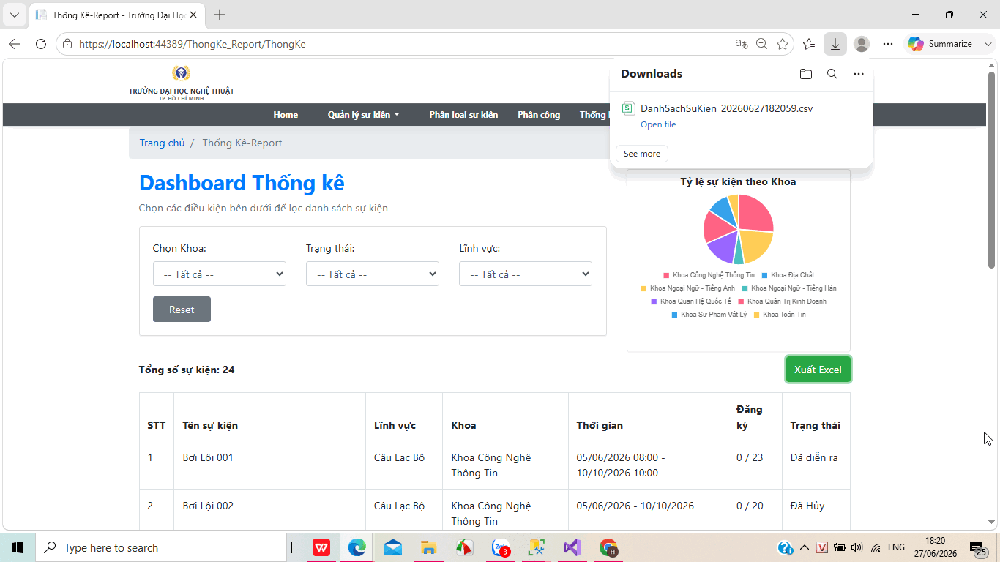 Thống Kê-Report - Trường Đại Họ
https://localhost:44389/ThongKe_Report/ThongKe
Summarize
TRƯỜNG ĐẠI HỌC NGHỆ THUẬT
TP. HỒ CHÍ MINH
Downloads
DanhSachSuKien_20260627182059.csv
Open file
See more
Home
Quản lý sự kiện
Phân loại sự kiện
Phân công
Thống
Trang chủ / Thống Kê-Report
Dashboard Thống kê
Chọn các điều kiện bên dưới để lọc danh sách sự kiện
Chọn Khoa:
Trạng thái:
Lĩnh vực:
-- Tất cả --
-- Tất cả --
-- Tất cả --
Reset
Tỷ lệ sự kiện theo Khoa
Khoa Công Nghệ Thông Tin Khoa Địa Chất
Khoa Ngoại Ngữ - Tiếng Anh Khoa Ngoại Ngữ - Tiếng Hàn
Khoa Quan Hệ Quốc Tế Khoa Quản Trị Kinh Doanh
Khoa Sư Phạm Vật Lý Khoa Toán-Tin
Tổng số sự kiện: 24
Xuất Excel
STT
Tên sự kiện
Lĩnh vực
Khoa
Thời gian
Đăng
ký
Trạng thái
1
Bơi Lội 001
Câu Lạc Bộ
Khoa Công Nghệ
Thông Tin
05/06/2026 08:00 -
10/10/2026 10:00
0 / 23
Đã diễn ra
2
Bơi Lội 002
Câu Lạc Bộ
Khoa Công Nghệ
Thông Tin
05/06/2026 - 10/10/2026
0 / 20
Đã Hủy
Type here to search
ENG
18:20
27/06/2026
25